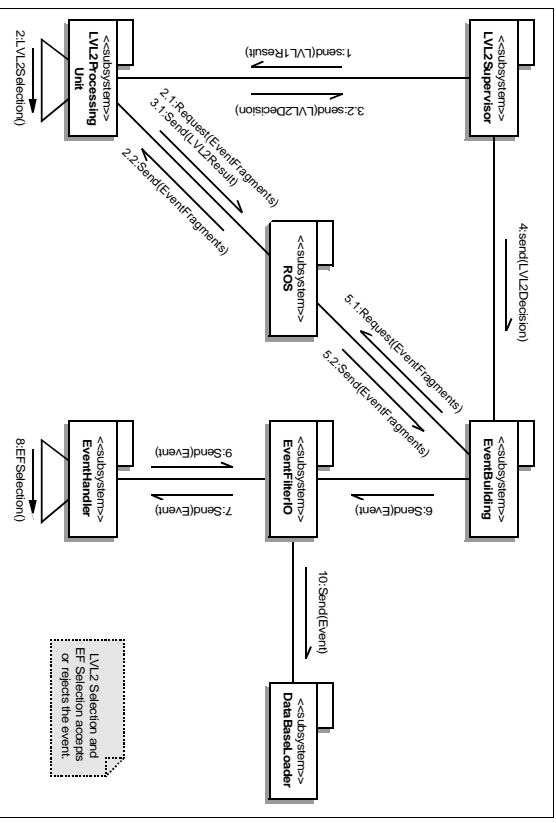 <<subsystem>>
LVL2Supervisor
4:send(LVL2Decision)
<<subsystem>>
EventBuilding
1:send(LVL1Result)
3.2:send(LVL2Decision)
5.1:Request(EventFragments)
5.2:Send(EventFragments)
6:Send(Event)
<<subsystem>>
ROS
<<subsystem>>
EventFilterIO
10:Send(Event)
<<subsystem>>
DataBaseLoader
2.1:Request(EventFragments)
3.1:Send(LVL2Result)
2.2:Send(EventFragments)
9:Send(Event)
7:Send(Event)
<<subsystem>>
LVL2Processing
Unit
2:LVL2Selection()
<<subsystem>>
EventHandler
8:EFSelection()
LVL2 Selection and
EF Selection accepts
or rejects the event.